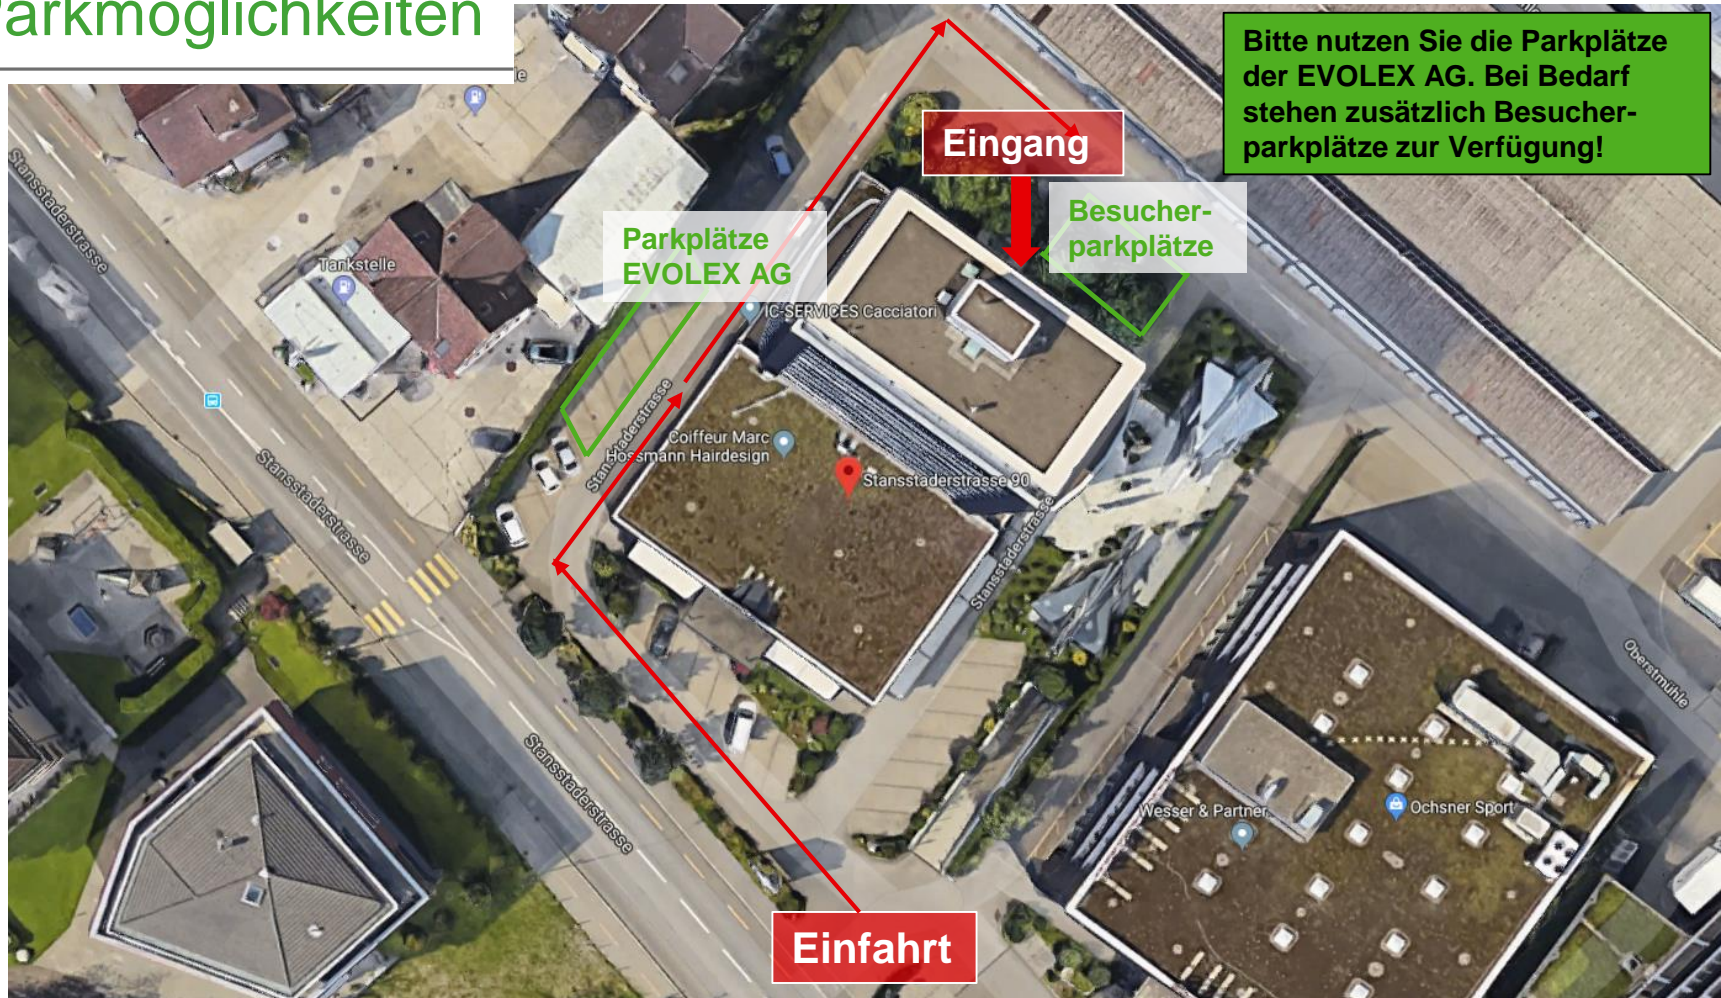 Parkmöglichkeiten
Bitte nutzen Sie die Parkplätze
der EVOLEX AG. Bei Bedarf
stehen zusätzlich Besucher-
parkplätze zur Verfügung!
Eingang
Besucher-
parkplätze
Parkplätze
EVOLEX AG
Stansstaderstrasse
Tankstelle
IC-SERVICES Cacciatori
Stansstaderstrasse
Coiffeur Marc
Hossmann Hairdesign
Stansstaderstrasse 90
Stansstaderstrasse
Stansstaderstrasse
Oberstmühle
Stansstaderstrasse
Wesser & Partner
Ochsner Sport
Einfahrt